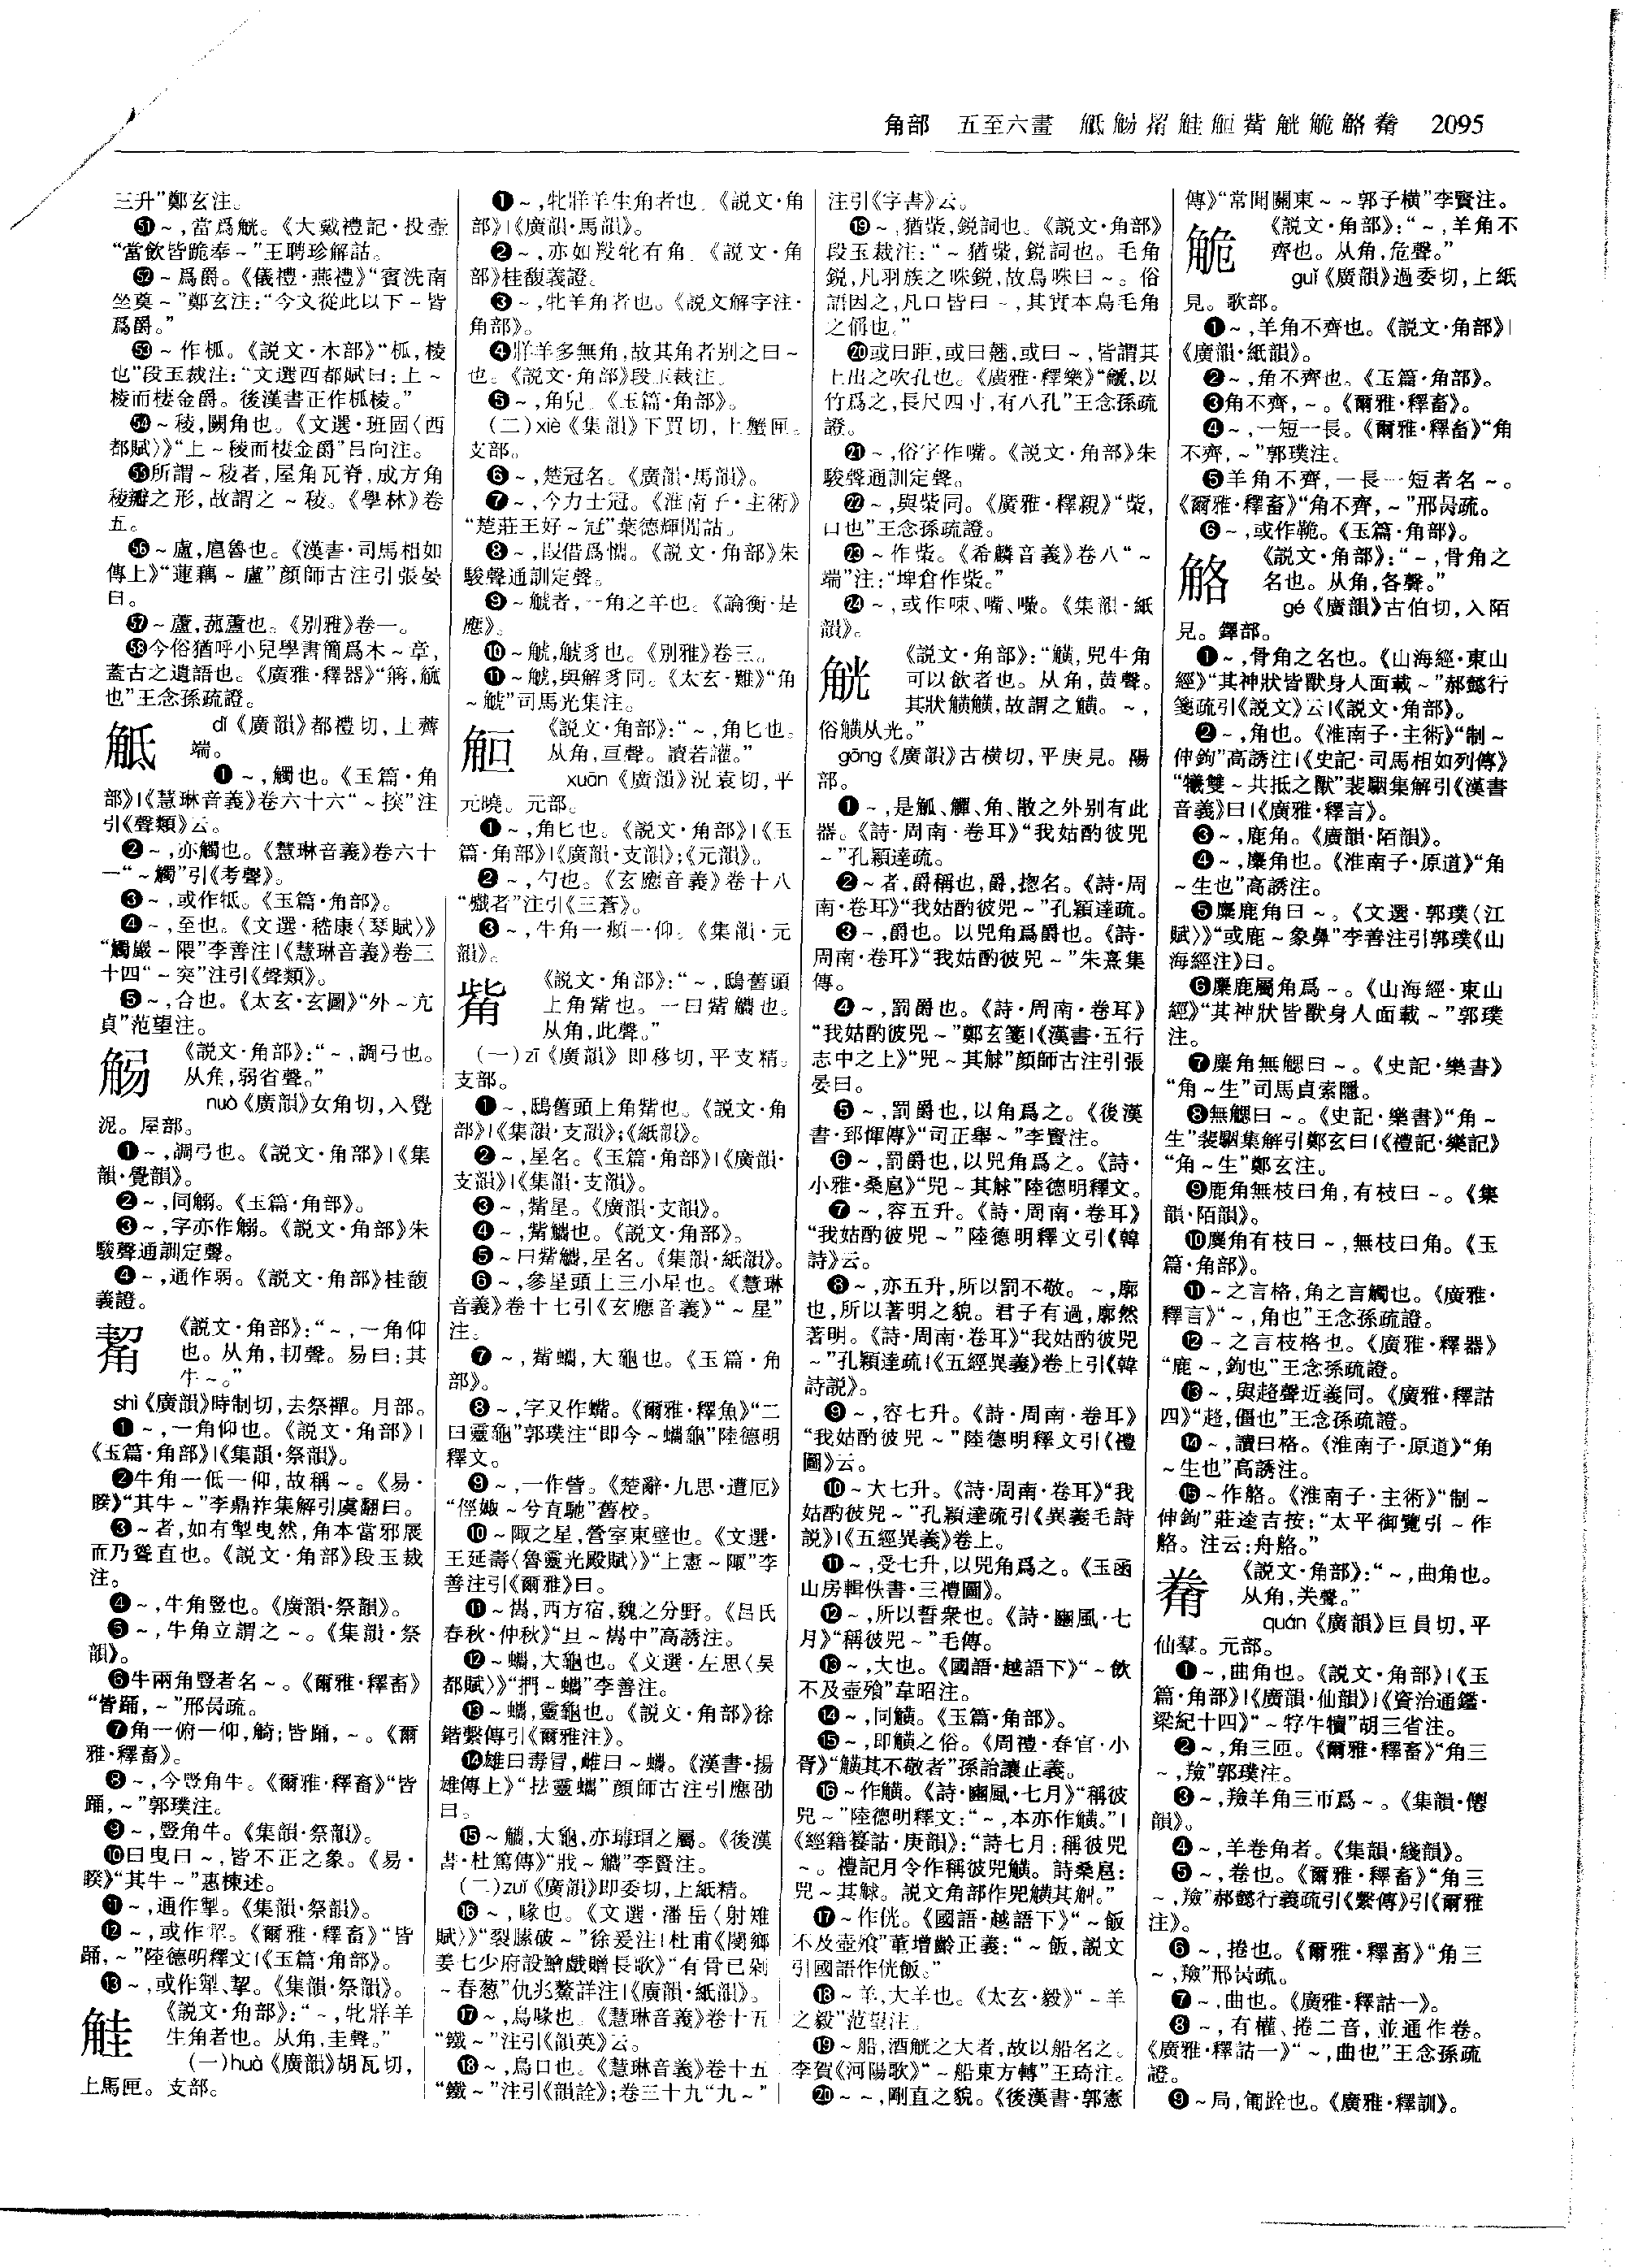 角部　五至六畫　觝 觞 挈 觟 觛 觜 觥 觤 觡 觠　2095
三升”鄭玄注。
�51～,當爲觥。《大戴禮記·投壺
“當飲皆跪奉～”王聘珍解詁。
�52～爲爵。《儀禮·燕禮》“賓洗南
坐奠～”鄭玄注:“今文從此以下～皆
爲爵。”
�53～作柧。《説文·木部》“柧,棱
也”段玉裁注:“文選西都賦曰:上～
棱而棲金爵。後漢書正作柧棱。”
�54～稜,闕角也。《文選·班固〈西
都賦〉》“上～稜而棲金爵”吕向注。
�55所謂～稜者,屋角瓦脊,成方角
稜瓣之形,故謂之～稜。《學林》卷
五。
�56～盧,扈魯也。《漢書·司馬相如
傳上》“蓮藕～盧”顔師古注引張晏
曰。
�57～蘆,菰蘆也。《别雅》卷一。
�58今俗猶呼小兒學書簡爲木～章,
蓋古之遺語也。《廣雅·釋器》“籍,觚
也”王念孫疏證。
觝 dǐ《廣韻》都禮切,上薺
端。
❶～,觸也。《玉篇·角
部》|《慧琳音義》卷六十六“～揬”注
引《聲類》云。
❷～,亦觸也。《慧琳音義》卷六十
一“～觸”引《考聲》。
❸～,或作牴。《玉篇·角部》。
❹～,至也。《文選·嵇康〈琴賦〉》
“觸巖～隈”李善注|《慧琳音義》卷三
十四“～突”注引《聲類》。
❺～,合也。《太玄·玄圖》“外～亢
貞”范望注。
《説文·角部》:“～,調弓也。
从角,弱省聲。”
nuò《廣韻》女角切,入覺
泥。屋部。
❶～,調弓也。《説文·角部》|《集
韻·覺韻》。
❷～,同觹。《玉篇·角部》。
❸～,字亦作觹。《説文·角部》朱
駿聲通訓定聲。
❹～,通作弱。《説文·角部》桂馥
義證。
《説文·角部》:“～,一角仰
也。从角,㓞聲。易曰:其
牛～。”
shì《廣韻》時制切,去祭禪。月部。
❶～,一角仰也。《説文·角部》|
《玉篇·角部》|《集韻·祭韻》。
❷牛角一低一仰,故稱～。《易·
睽》“其牛～”李鼎祚集解引虞翻曰。
❸～者,如有掣曳然,角本當邪展
而乃聳直也。《説文·角部》段玉裁
注。
❹～,牛角豎也。《廣韻·祭韻》。
❺～,牛角立謂之～。《集韻·祭
韻》。
❻牛兩角豎者名～。《爾雅·釋畜》
“皆踊,～”邢昺疏。
❼角一俯一仰,觭;皆踊,～。《爾
雅·釋畜》。
❽～,今豎角牛。《爾雅·釋畜》“皆
踊,～”郭璞注。
❾～,豎角牛。《集韻·祭韻》。
❿曰曳曰～,皆不正之象。《易·
睽》“其牛～”惠棟述。
⓫～,通作掣。《集韻·祭韻》。
⓬～,或作㸷。《爾雅·釋畜》“皆
踊,～”陸德明釋文|《玉篇·角部》。
⓭～,或作犁、挈。《集韻·祭韻》。
觟 《説文·角部》:“～,牝牂羊
生角者也。从角,圭聲。”
(一)huà《廣韻》胡瓦切,
上馬匣。支部。
❶～,牝牂羊生角者也。《説文·角
部》|《廣韻·馬韻》。
❷～,亦如羖牝有角。《説文·角
部》桂馥義證。
❸～,牝羊角者也。《説文解字注·
角部》。
❹牂羊多無角,故其角者别之曰～
也。《説文·角部》段玉裁注。
❺～,角皃。《玉篇·角部》。
(二)xiè《集韻》下買切,上蟹匣。
支部。
❻～,楚冠名。《廣韻·馬韻》。
❼～,今力士冠。《淮南子·主術》
“楚莊王好～冠”葉德輝閒詁。
❽～,叚借爲懈。《説文·角部》朱
駿聲通訓定聲。
❾～𧣾者,一角之羊也。《論衡·是
應》。
❿～𧣾,𧣾豸也。《别雅》卷三。
⓫～𧣾,與解豸同。《太玄·難》“角
～𧣾”司馬光集注。
《説文·角部》:“～,角匕也。
从角,亘聲。讀若讙。”
xuān《廣韻》況袁切,平
元曉。元部。
❶～,角匕也。《説文·角部》|《玉
篇·角部》|《廣韻·支韻》;《元韻》。
❷～,勺也。《玄應音義》卷十八
“犧者”注引《三蒼》。
❸～,牛角一頫一仰。《集韻·元
韻》。
觜 《説文·角部》:“～,鴟舊頭
上角觜也。一曰觜觿也。
从角,此聲。”
(一)zī《廣韻》即移切,平支精。
支部。
❶～,鴟舊頭上角觜也。《説文·角
部》|《集韻·支韻》;《紙韻》。
❷～,星名。《玉篇·角部》|《廣韻·
支韻》|《集韻·支韻》。
❸～,觜星。《廣韻·支韻》。
❹～,觜觿也。《説文·角部》。
❺～曰觜觿,星名。《集韻·紙韻》。
❻～,參星頭上三小星也。《慧琳
音義》卷十七引《玄應音義》“～星”
注。
❼～,觜蠵,大龜也。《玉篇·角
部》。
❽～,字又作蟕。《爾雅·釋魚》“二
曰靈龜”郭璞注“即今～蠵龜”陸德明
釋文。
❾～,一作訾。《楚辭·九思·遭厄》
“俓娵～兮直馳”舊校。
❿～陬之星,營室東壁也。《文選·
王延壽〈魯靈光殿賦〉》“上憲～陬”李
善注引《爾雅》曰。
⓫～嶲,西方宿,魏之分野。《吕氏
春秋·仲秋》“旦～嶲中”高誘注。
⓬～蠵,大龜也。《文選·左思〈吴
都賦〉》“捫～蠵”李善注。
⓭～蠵,靈龜也。《説文·角部》徐
鍇繫傳引《爾雅注》。
⓮雄曰毒冒,雌曰～蠵。《漢書·揚
雄傳上》“抾靈蠵”顔師古注引應劭
曰。
⓯～觿,大龜,亦瑇瑁之屬。《後漢
書·杜篤傳》“戕～觿”李賢注。
(二)zuǐ《廣韻》即委切,上紙精。
⓰～,喙也。《文選·潘岳〈射雉
賦〉》“裂膆破～”徐爰注|杜甫《閿鄉
姜七少府設鱠戲贈長歌》“有骨已剁
～春葱”仇兆鰲詳注|《廣韻·紙韻》。
⓱～,鳥喙也。《慧琳音義》卷十五
“鐵～”注引《韻英》云。
⓲～,鳥口也。《慧琳音義》卷十五
“鐵～”注引《韻詮》;卷三十九“九～”
注引《字書》云。
⓳～,猶㭰,鋭詞也。《説文·角部》
段玉裁注:“～猶㭰,鋭詞也。毛角
鋭,凡羽族之咮鋭,故鳥咮曰～。俗
語因之,凡口皆曰～,其實本鳥毛角
之偁也。”
⓴或曰距,或曰翹,或曰～,皆謂其
上出之吹孔也。《廣雅·釋樂》“䶵,以
竹爲之,長尺四寸,有八孔”王念孫疏
證。
㉑～,俗字作嘴。《説文·角部》朱
駿聲通訓定聲。
㉒～,與㭰同。《廣雅·釋親》“㭰,
口也”王念孫疏證。
㉓～作㭰。《希麟音義》卷八“～
端”注:“埤倉作㭰。”
㉔～,或作㖢、嘴、㗱。《集韻·紙
韻》。
觥 《説文·角部》:“觵,兕牛角
可以飲者也。从角,黄聲。
其狀觵觵,故謂之觵。～,
俗觵从光。”
gōng《廣韻》古横切,平庚見。陽
部。
❶～,是觚、觶、角、散之外别有此
器。《詩·周南·卷耳》“我姑酌彼兕
～”孔穎達疏。
❷～者,爵稱也,爵,揔名。《詩·周
南·卷耳》“我姑酌彼兕～”孔穎達疏。
❸～,爵也。以兕角爲爵也。《詩·
周南·卷耳》“我姑酌彼兕～”朱熹集
傳。
❹～,罰爵也。《詩·周南·卷耳》
“我姑酌彼兕～”鄭玄箋|《漢書·五行
志中之上》“兕～其觩”顔師古注引張
晏曰。
❺～,罰爵也,以角爲之。《後漢
書·郅惲傳》“司正舉～”李賢注。
❻～,罰爵也,以兕角爲之。《詩·
小雅·桑扈》“兕～其觩”陸德明釋文。
❼～,容五升。《詩·周南·卷耳》
“我姑酌彼兕～”陸德明釋文引《韓
詩》云。
❽～,亦五升,所以罰不敬。～,廓
也,所以著明之貌。君子有過,廓然
著明。《詩·周南·卷耳》“我姑酌彼兕
～”孔穎達疏|《五經異義》卷上引《韓
詩説》。
❾～,容七升。《詩·周南·卷耳》
“我姑酌彼兕～”陸德明釋文引《禮
圖》云。
❿～大七升。《詩·周南·卷耳》“我
姑酌彼兕～”孔穎達疏引《異義毛詩
説》|《五經異義》卷上。
⓫～,受七升,以兕角爲之。《玉函
山房輯佚書·三禮圖》。
⓬～,所以誓衆也。《詩·豳風·七
月》“稱彼兕～”毛傳。
⓭～,大也。《國語·越語下》“～飲
不及壺飧”韋昭注。
⓮～,同觵。《玉篇·角部》。
⓯～,即觵之俗。《周禮·春官·小
胥》“觵其不敬者”孫詒讓正義。
⓰～作觵。《詩·豳風·七月》“稱彼
兕～”陸德明釋文:“～,本亦作觵。”|
《經籍籑詁·庚韻》:“詩七月:稱彼兕
～。禮記月令作稱彼兕觵。詩桑扈:
兕～其觩。説文角部作兕觵其觓。”
⓱～作侊。《國語·越語下》“～飯
不及壺飧”董增齡正義:“～飯,説文
引國語作侊飯。”
⓲～羊,大羊也。《太玄·毅》“～羊
之毅”范望注。
⓳～船,酒觥之大者,故以船名之。
李賀《河陽歌》“～船東方轉”王琦注。
⓴～～,剛直之貌。《後漢書·郭憲
傳》“常聞關東～～郭子横”李賢注。
觤 《説文·角部》:“～,羊角不
齊也。从角,危聲。”
guǐ《廣韻》過委切,上紙
見。歌部。
❶～,羊角不齊也。《説文·角部》|
《廣韻·紙韻》。
❷～,角不齊也。《玉篇·角部》。
❸角不齊,～。《爾雅·釋畜》。
❹～,一短一長。《爾雅·釋畜》“角
不齊,～”郭璞注。
❺羊角不齊,一長一短者名～。
《爾雅·釋畜》“角不齊,～”邢昺疏。
❻～,或作𩨳。《玉篇·角部》。
觡 《説文·角部》:“～,骨角之
名也。从角,各聲。”
gé《廣韻》古伯切,入陌
見。鐸部。
❶～,骨角之名也。《山海經·東山
經》“其神狀皆獸身人面載～”郝懿行
箋疏引《説文》云|《説文·角部》。
❷～,角也。《淮南子·主術》“制～
伸鉤”高誘注|《史記·司馬相如列傳》
“犧雙～共抵之獸”裴駰集解引《漢書
音義》曰|《廣雅·釋言》。
❸～,鹿角。《廣韻·陌韻》。
❹～,麋角也。《淮南子·原道》“角
～生也”高誘注。
❺麋鹿角曰～。《文選·郭璞〈江
賦〉》“或鹿～象鼻”李善注引郭璞《山
海經注》曰。
❻麋鹿屬角爲～。《山海經·東山
經》“其神狀皆獸身人面載～”郭璞
注。
❼麋角無䚡曰～。《史記·樂書》
“角～生”司馬貞索隱。
❽無䚡曰～。《史記·樂書》“角～
生”裴駰集解引鄭玄曰|《禮記·樂記》
“角～生”鄭玄注。
❾鹿角無枝曰角,有枝曰～。《集
韻·陌韻》。
❿麋角有枝曰～,無枝曰角。《玉
篇·角部》。
⓫～之言格,角之言觸也。《廣雅·
釋言》“～,角也”王念孫疏證。
⓬～之言枝格也。《廣雅·釋器》
“鹿～,鉤也”王念孫疏證。
⓭～,與趙聲近義同。《廣雅·釋詁
四》“趙,僵也”王念孫疏證。
⓮～,讀曰格。《淮南子·原道》“角
～生也”高誘注。
⓯～作觡。《淮南子·主術》“制～
伸鉤”莊逵吉按:“太平御覽引～作
觡。注云:舟觡。”
觠 《説文·角部》:“～,曲角也。
从角,𢍏聲。”
quán《廣韻》巨員切,平
仙羣。元部。
❶～,曲角也。《説文·角部》|《玉
篇·角部》|《廣韻·仙韻》|《資治通鑑·
梁紀十四》“～牸牛犢”胡三省注。
❷～,角三匝。《爾雅·釋畜》“角三
～,羷”郭璞注。
❸～,羷羊角三帀爲～。《集韻·僊
韻》。
❹～,羊卷角者。《集韻·綫韻》。
❺～,卷也。《爾雅·釋畜》“角三
～,羷”郝懿行義疏引《繫傳》引《爾雅
注》。
❻～,捲也。《爾雅·釋畜》“角三
～,羷”邢昺疏。
❼～,曲也。《廣雅·釋詁一》。
❽～,有權、捲二音,並通作卷。
《廣雅·釋詁一》“～,曲也”王念孫疏
證。
❾～局,匍跧也。《廣雅·釋訓》。